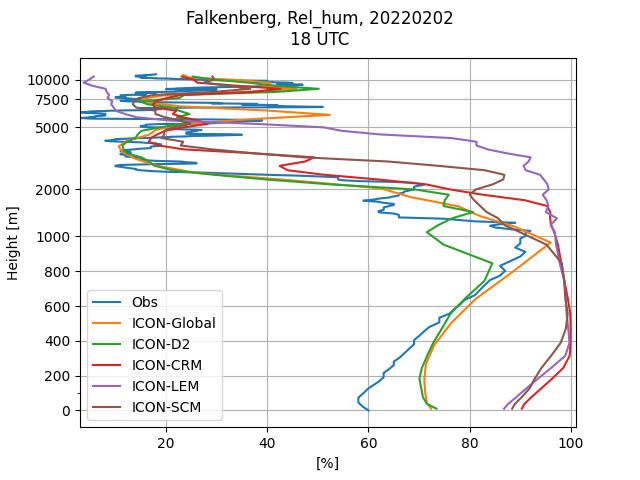 Falkenberg, Rel_hum, 20220202
18 UTC
10000
7500
5000
2000
1000
800
600
400
200
0
Height [m]
Obs
ICON-Global
ICON-D2
ICON-CRM
ICON-LEM
ICON-SCM
20
40
60
80
100
[%]